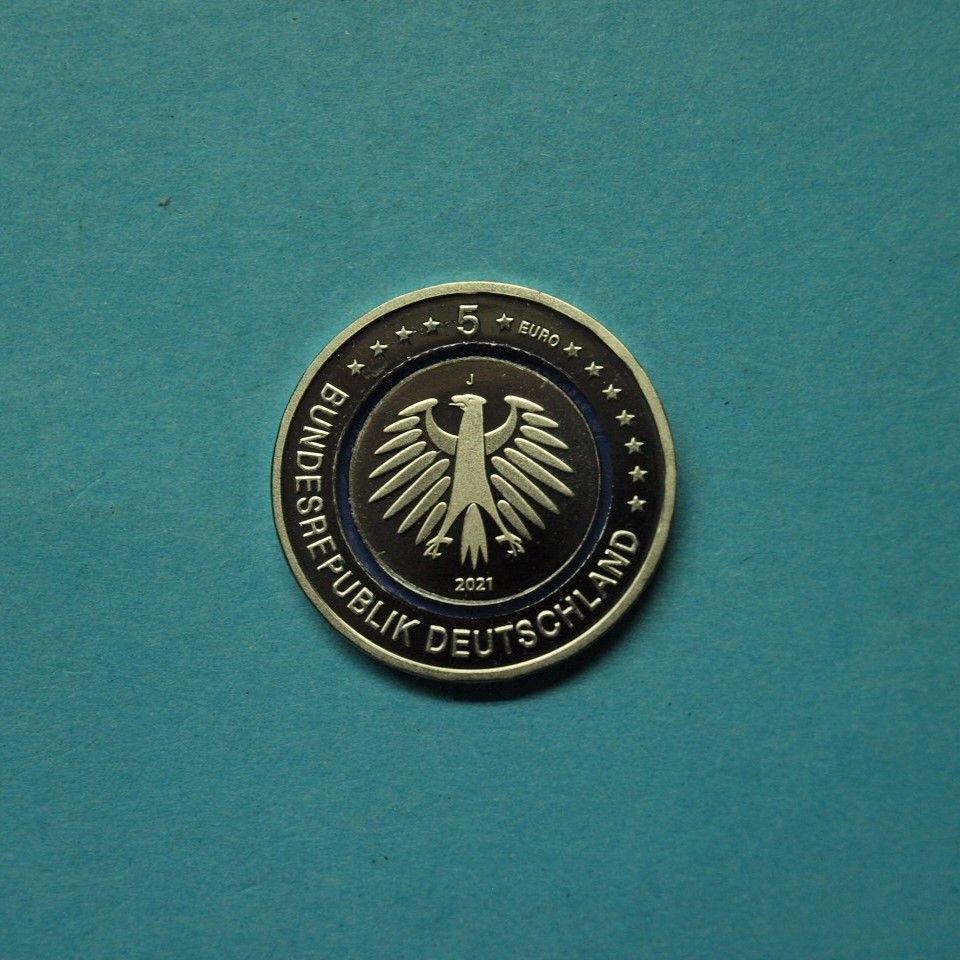 5 EURO
J
2021
BUNDESREPUBLIK DEUTSCHLAND